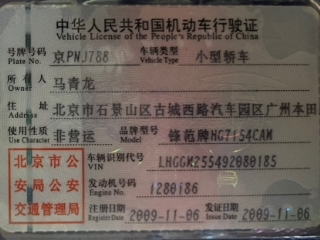 中华人民共和国机动车行驶证
Vehicle License of the People's Republic of China
号牌号码 京PNJ788 车辆类型 小型轿车
Plate No. Vehicle Type
所有人 马青龙
Owner
住址 北京市石景山区古城西路汽车园区广州本田
Address
使用性质 非营运 品牌型号 锋范牌HG7154CAM
Use Character Model
北京市公 车辆识别代号 LHGGM255492080185
VIN
安局公安 发动机号码 1280186
Engine No.
交通管理局 注册日期 2009-11-06 发证日期 2009-11-06
Register Date Issue Date